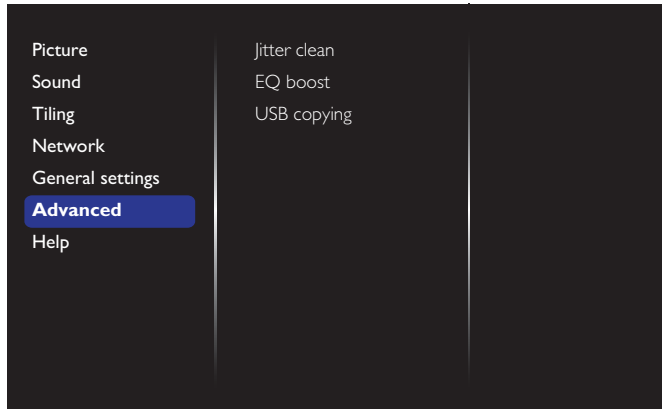 Picture
Sound
Tiling
Network
General settings
Advanced
Help
Jitter clean
EQ boost
USB copying